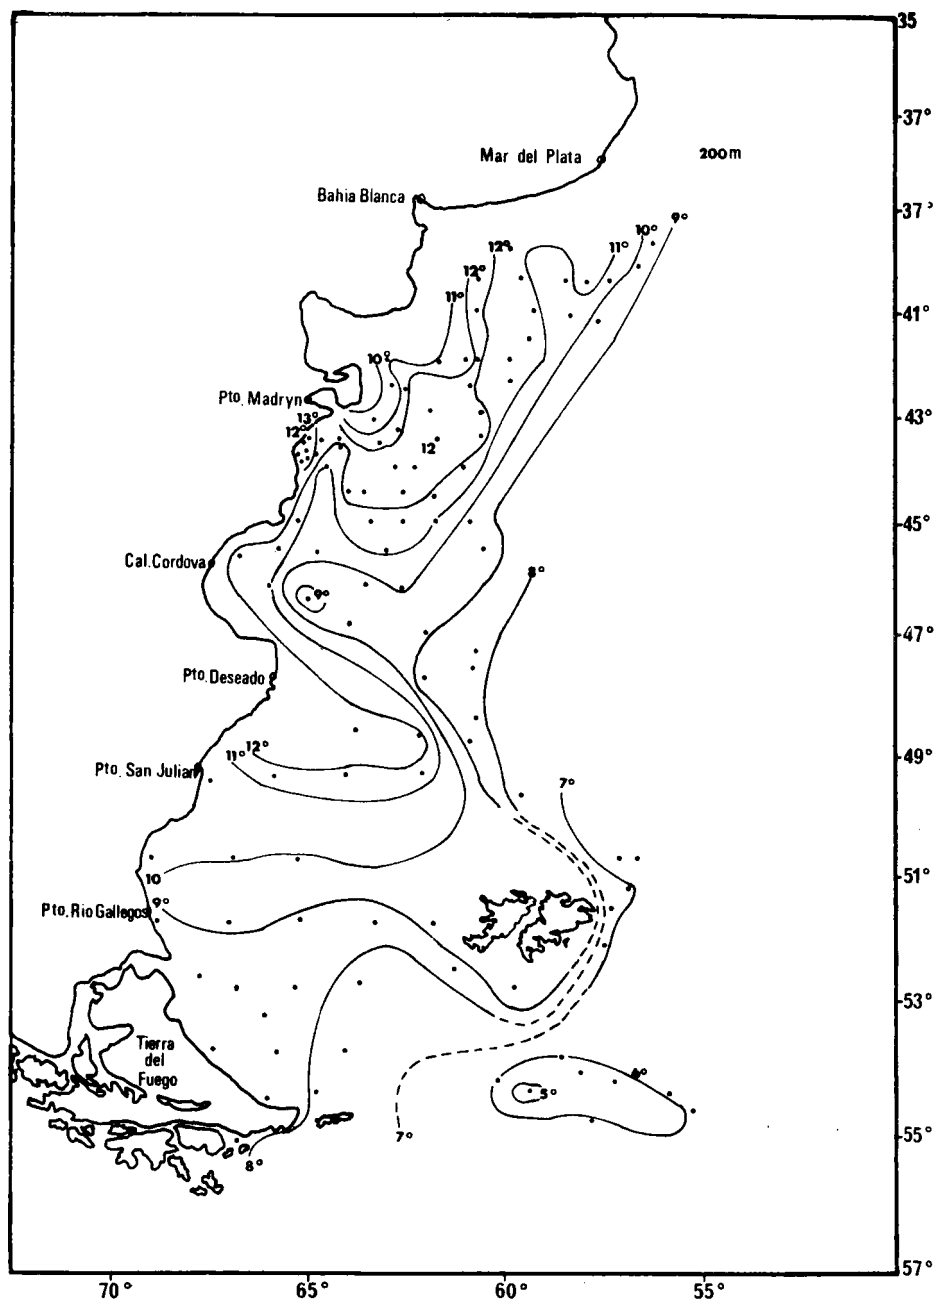 35
37°
Mar del Plata
200m
Bahia Blanca
37°
9°
10°
11°
12°
12°
11°
41°
10°
Pto. Madryn
43°
13°
12°
12
45°
Cal. Cordova
8°
9°
47°
Pto. Deseado
12°
11°
49°
Pto. San Julian
7°
10
51°
9°
Pto. Rio Gallegos
53°
Tierra
del
Fuego
5°
7°
55°
8°
57°
70° 65° 60° 55°